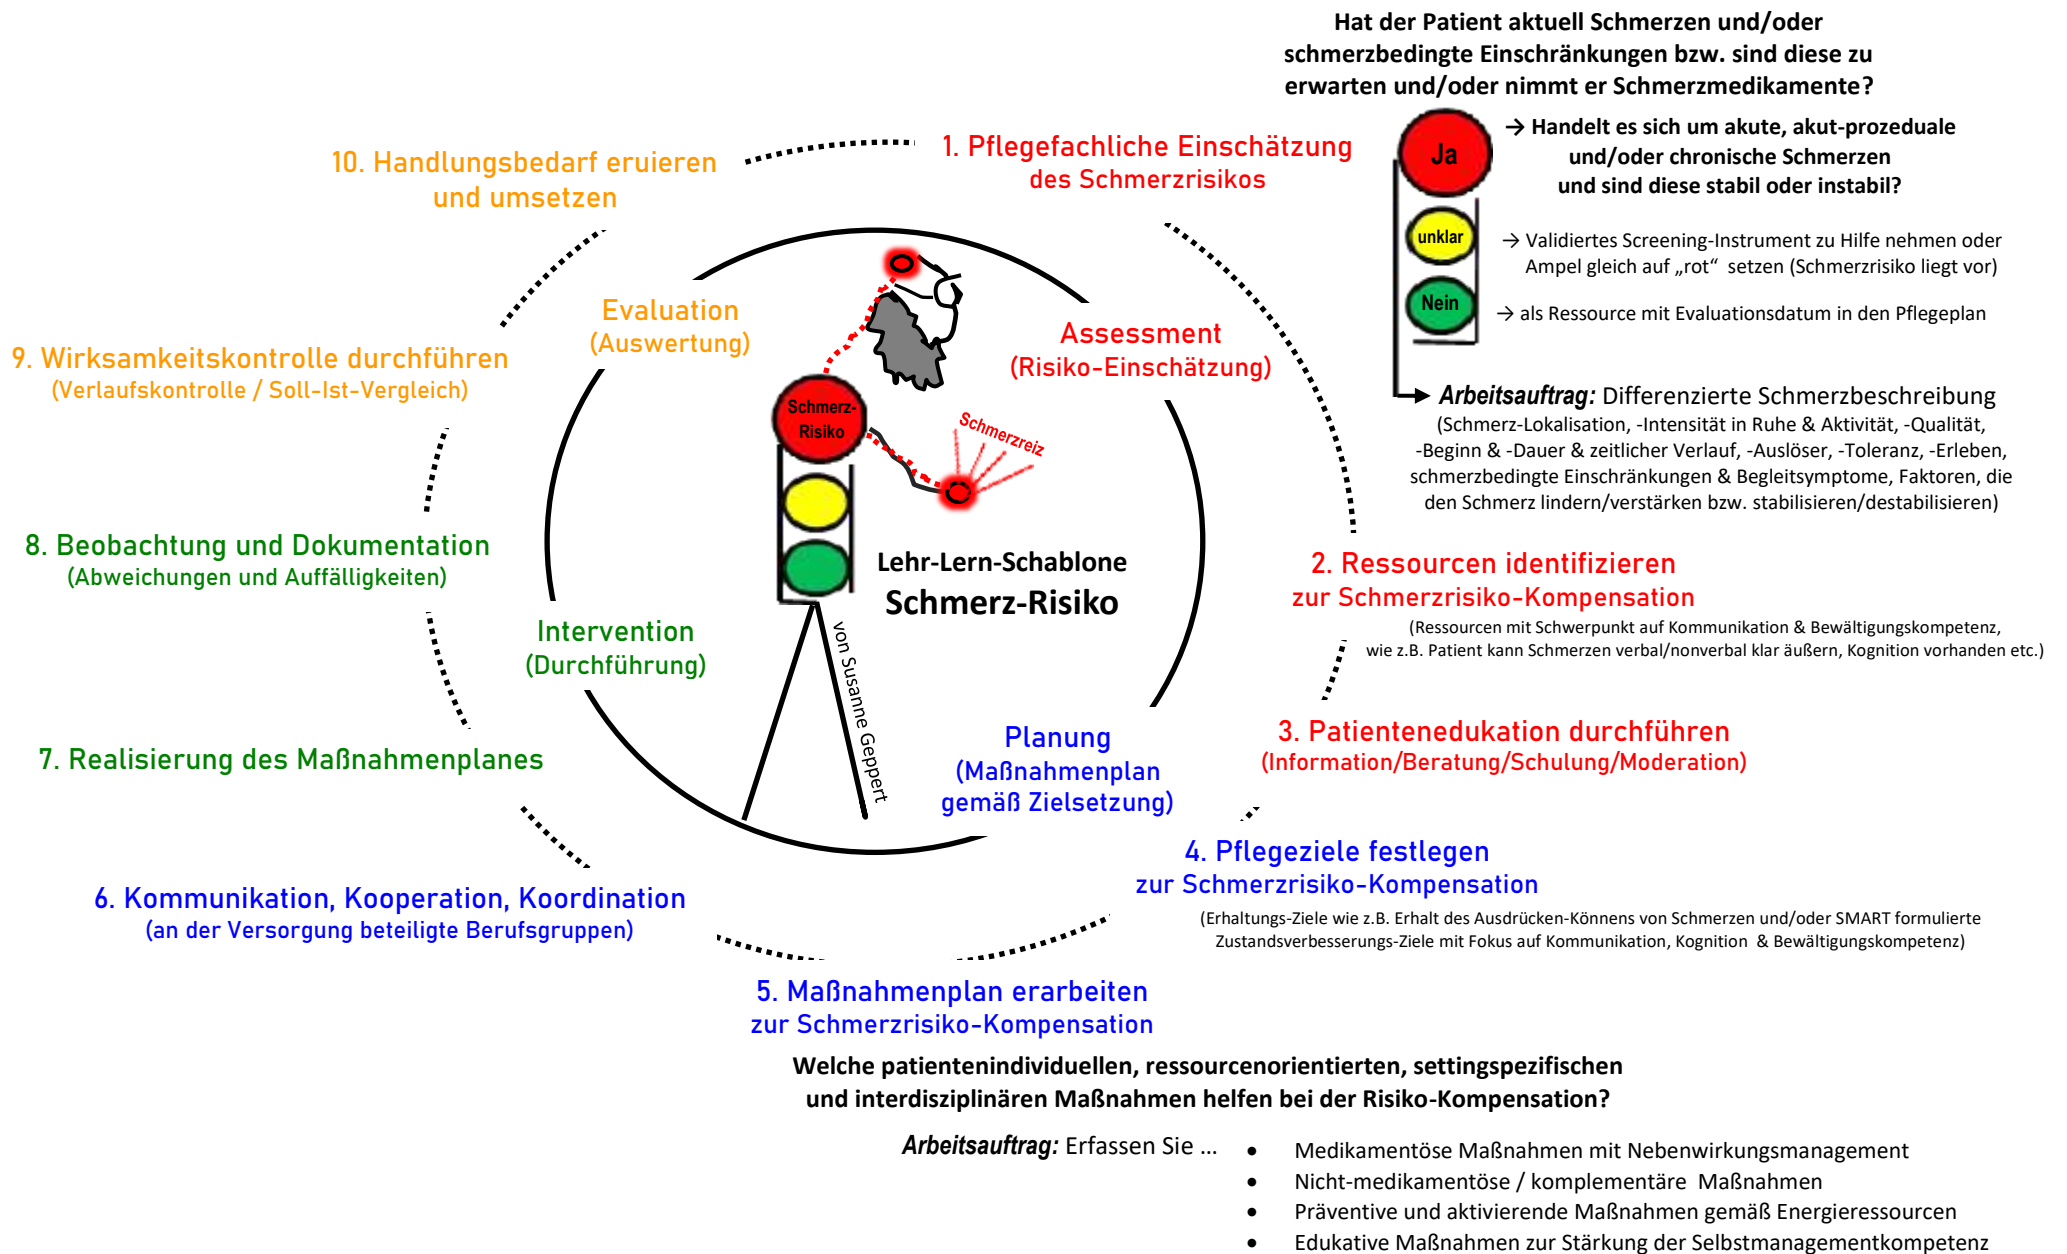 Hat der Patient aktuell Schmerzen und/oder
schmerzbedingte Einschränkungen bzw. sind diese zu
erwarten und/oder nimmt er Schmerzmedikamente?
Ja
→ Handelt es sich um akute, akut-prozeduale
und/oder chronische Schmerzen
und sind diese stabil oder instabil?
unklar
→ Validiertes Screening-Instrument zu Hilfe nehmen oder
Ampel gleich auf „rot“ setzen (Schmerzrisiko liegt vor)
Nein
→ als Ressource mit Evaluationsdatum in den Pflegeplan
Arbeitsauftrag: Differenzierte Schmerzbeschreibung
(Schmerz-Lokalisation, -Intensität in Ruhe & Aktivität, -Qualität,
-Beginn & -Dauer & zeitlicher Verlauf, -Auslöser, -Toleranz, -Erleben,
schmerzbedingte Einschränkungen & Begleitsymptome, Faktoren, die
den Schmerz lindern/verstärken bzw. stabilisieren/destabilisieren)
1. Pflegefachliche Einschätzung
des Schmerzrisikos
2. Ressourcen identifizieren
zur Schmerzrisiko-Kompensation
(Ressourcen mit Schwerpunkt auf Kommunikation & Bewältigungskompetenz,
wie z.B. Patient kann Schmerzen verbal/nonverbal klar äußern, Kognition vorhanden etc.)
3. Patientenedukation durchführen
(Information/Beratung/Schulung/Moderation)
4. Pflegeziele festlegen
zur Schmerzrisiko-Kompensation
(Erhaltungs-Ziele wie z.B. Erhalt des Ausdrücken-Könnens von Schmerzen und/oder SMART formulierte
Zustandsverbesserungs-Ziele mit Fokus auf Kommunikation, Kognition & Bewältigungskompetenz)
5. Maßnahmenplan erarbeiten
zur Schmerzrisiko-Kompensation
Welche patientenindividuellen, ressourcenorientierten, settingspezifischen
und interdisziplinären Maßnahmen helfen bei der Risiko-Kompensation?
Arbeitsauftrag: Erfassen Sie ...
• Medikamentöse Maßnahmen mit Nebenwirkungsmanagement
• Nicht-medikamentöse / komplementäre Maßnahmen
• Präventive und aktivierende Maßnahmen gemäß Energieressourcen
• Edukative Maßnahmen zur Stärkung der Selbstmanagementkompetenz
6. Kommunikation, Kooperation, Koordination
(an der Versorgung beteiligte Berufsgruppen)
7. Realisierung des Maßnahmenplanes
8. Beobachtung und Dokumentation
(Abweichungen und Auffälligkeiten)
9. Wirksamkeitskontrolle durchführen
(Verlaufskontrolle / Soll-Ist-Vergleich)
10. Handlungsbedarf eruieren
und umsetzen
Evaluation
(Auswertung)
Assessment
(Risiko-Einschätzung)
Schmerz-
Risiko
Schmerzreiz
Lehr-Lern-Schablone
Schmerz-Risiko
von Susanne Geppert
Intervention
(Durchführung)
Planung
(Maßnahmenplan
gemäß Zielsetzung)